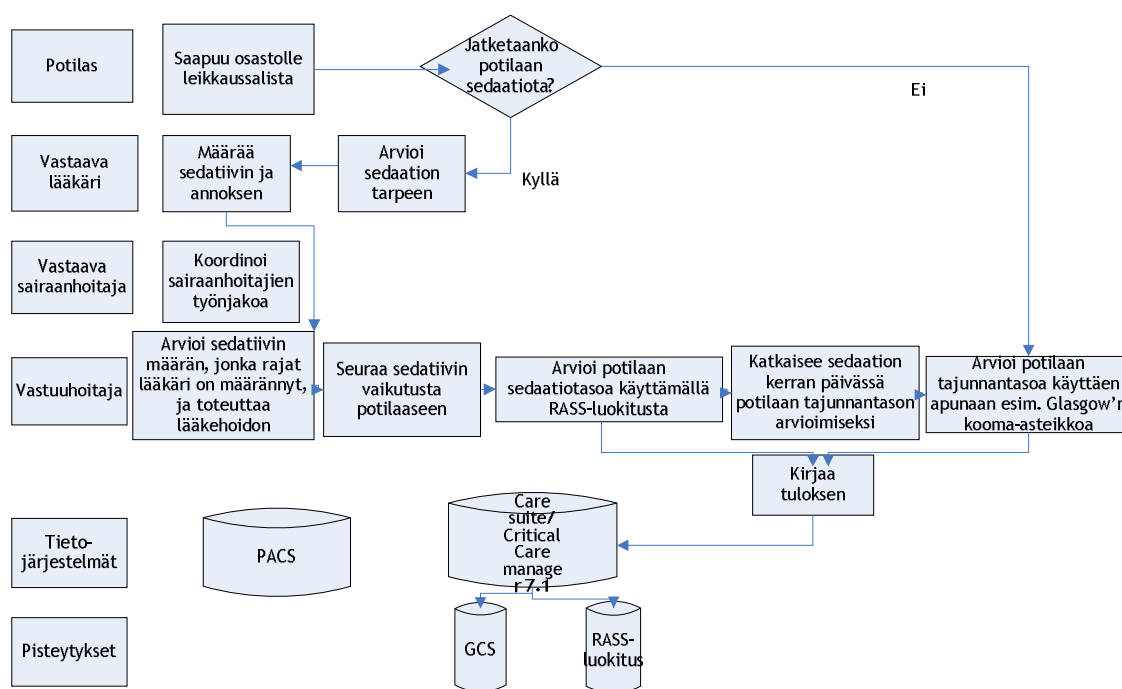 Potilas
Saapuu osastolle
leikkaussalista
Jatketaanko
potilaan
sedaatiota?
Ei
Vastaava
lääkäri
Määrää
sedatiivin ja
annoksen
Arvioi
sedaation
tarpeen
Kyllä
Vastaava
sairaanhoitaja
Koordinoi
sairaanhoitajien
työnjakoa
Vastuuhoitaja
Arvioi sedatiivin
määrän, jonka rajat
lääkäri on määrännyt,
ja toteuttaa
lääkehoidon
Seuraa sedatiivin
vaikutusta
potilaaseen
Arvioi potilaan
sedaatiotasoa käyttämällä
RASS-luokitusta
Katkaisee sedaation
kerran päivässä
potilaan tajunnantason
arvioimiseksi
Arvioi potilaan
tajunnantasoa käyttäen
apunaan esim. Glasgow'n
kooma-asteikkoa
Kirjaa
tuloksen
Tieto-
järjestelmät
PACS
Care
suite/
Critical
Care
manage
r 7.1
Pisteytykset
GCS
RASS-
luokitus